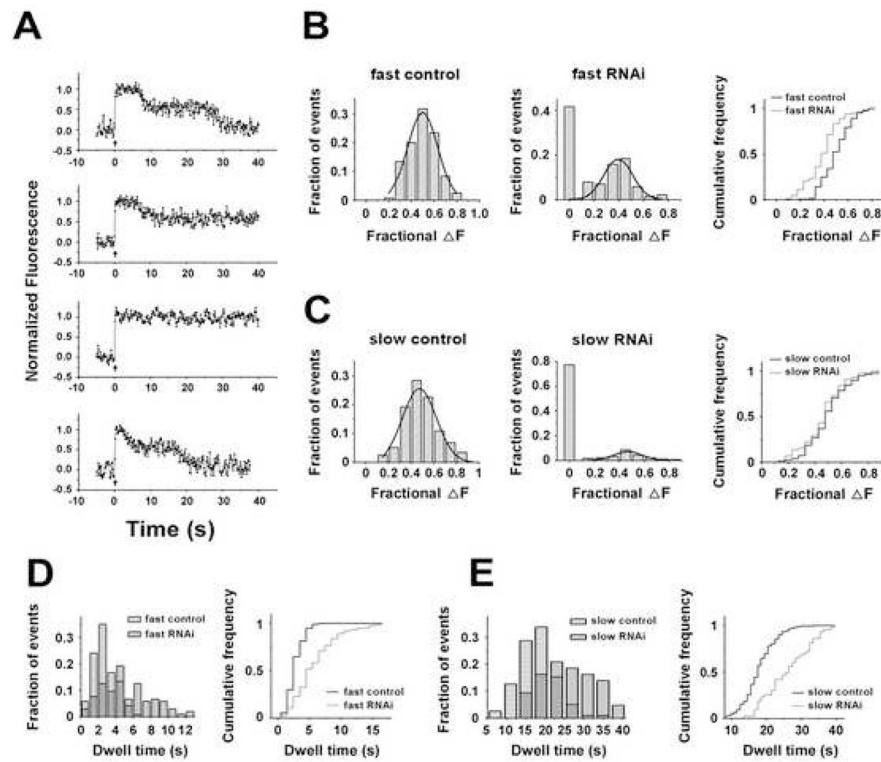 A
Normalized Fluorescence
1.0
0.5
0.0
-0.5
-10 0 10 20 30 40
1.0
0.5
0.0
-0.5
-10 0 10 20 30 40
1.0
0.5
0.0
-0.5
-10 0 10 20 30 40
1.0
0.5
0.0
-0.5
-10 0 10 20 30 40
Time (s)
B
fast control
Fraction of events
0.3
0.2
0.1
0
0 0.2 0.4 0.6 0.8 1.0
Fractional △F
fast RNAi
Fraction of events
0.4
0.2
0
0 0.2 0.4 0.6 0.8
Fractional △F
Cumulative frequency
1
0.5
0
fast control
fast RNAi
0 0.2 0.4 0.6 0.8
Fractional △F
C
slow control
Fraction of events
0.3
0.2
0.1
0
0 0.2 0.4 0.6 0.8 1
Fractional △F
slow RNAi
Fraction of events
0.8
0.6
0.4
0.2
0
0 0.2 0.4 0.6 0.8
Fractional △F
Cumulative frequency
1
0.5
0
slow control
slow RNAi
0 0.2 0.4 0.6 0.8
Fractional △F
D
Fraction of events
0.3
0.2
0.1
0
fast control
fast RNAi
0 2 4 6 8 10 12
Dwell time (s)
Cumulative frequency
1
0.5
0
fast control
fast RNAi
0 5 10 15
Dwell time (s)
E
Fraction of events
0.3
0.2
0.1
0
slow control
slow RNAi
5 10 15 20 25 30 35 40
Dwell time (s)
Cumulative frequency
1
0.5
0
slow control
slow RNAi
10 20 30 40
Dwell time (s)